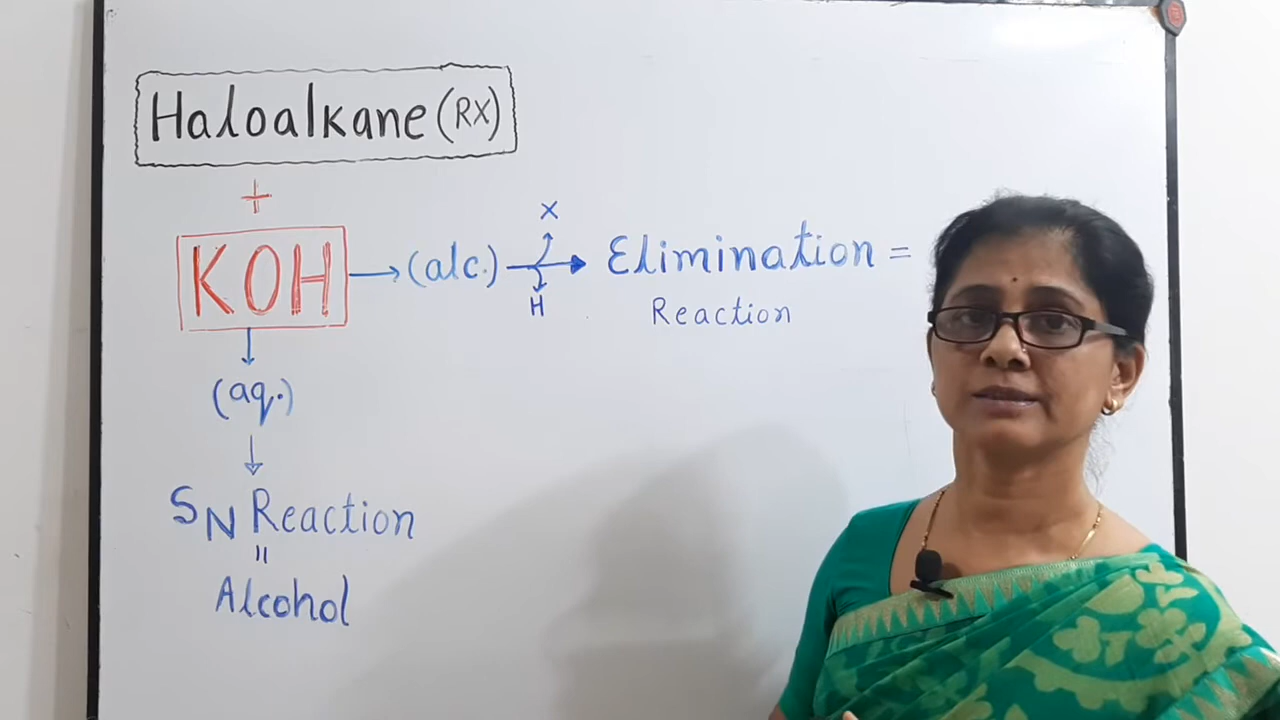 Haloalkane (RX)
+
KOH → (alc.) → Elimination =
X
H
Reaction
(aq.)
SN Reaction
=
Alcohol